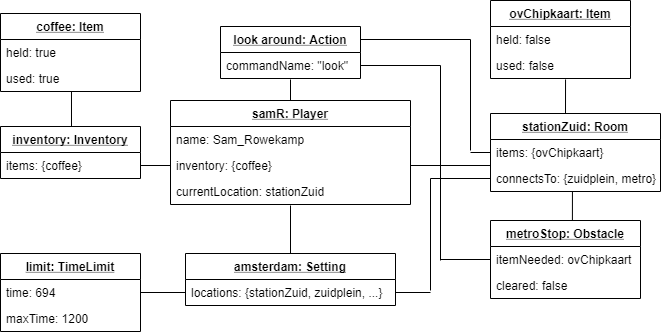 coffee: Item
held: true
used: true
look around: Action
commandName: "look"
ovChipkaart: Item
held: false
used: false
inventory: Inventory
items: {coffee}
samR: Player
name: Sam_Rowekamp
inventory: {coffee}
currentLocation: stationZuid
stationZuid: Room
items: {ovChipkaart}
connectsTo: {zuidplein, metro}
limit: TimeLimit
time: 694
maxTime: 1200
amsterdam: Setting
locations: {stationZuid, zuidplein, ...}
metroStop: Obstacle
itemNeeded: ovChipkaart
cleared: false